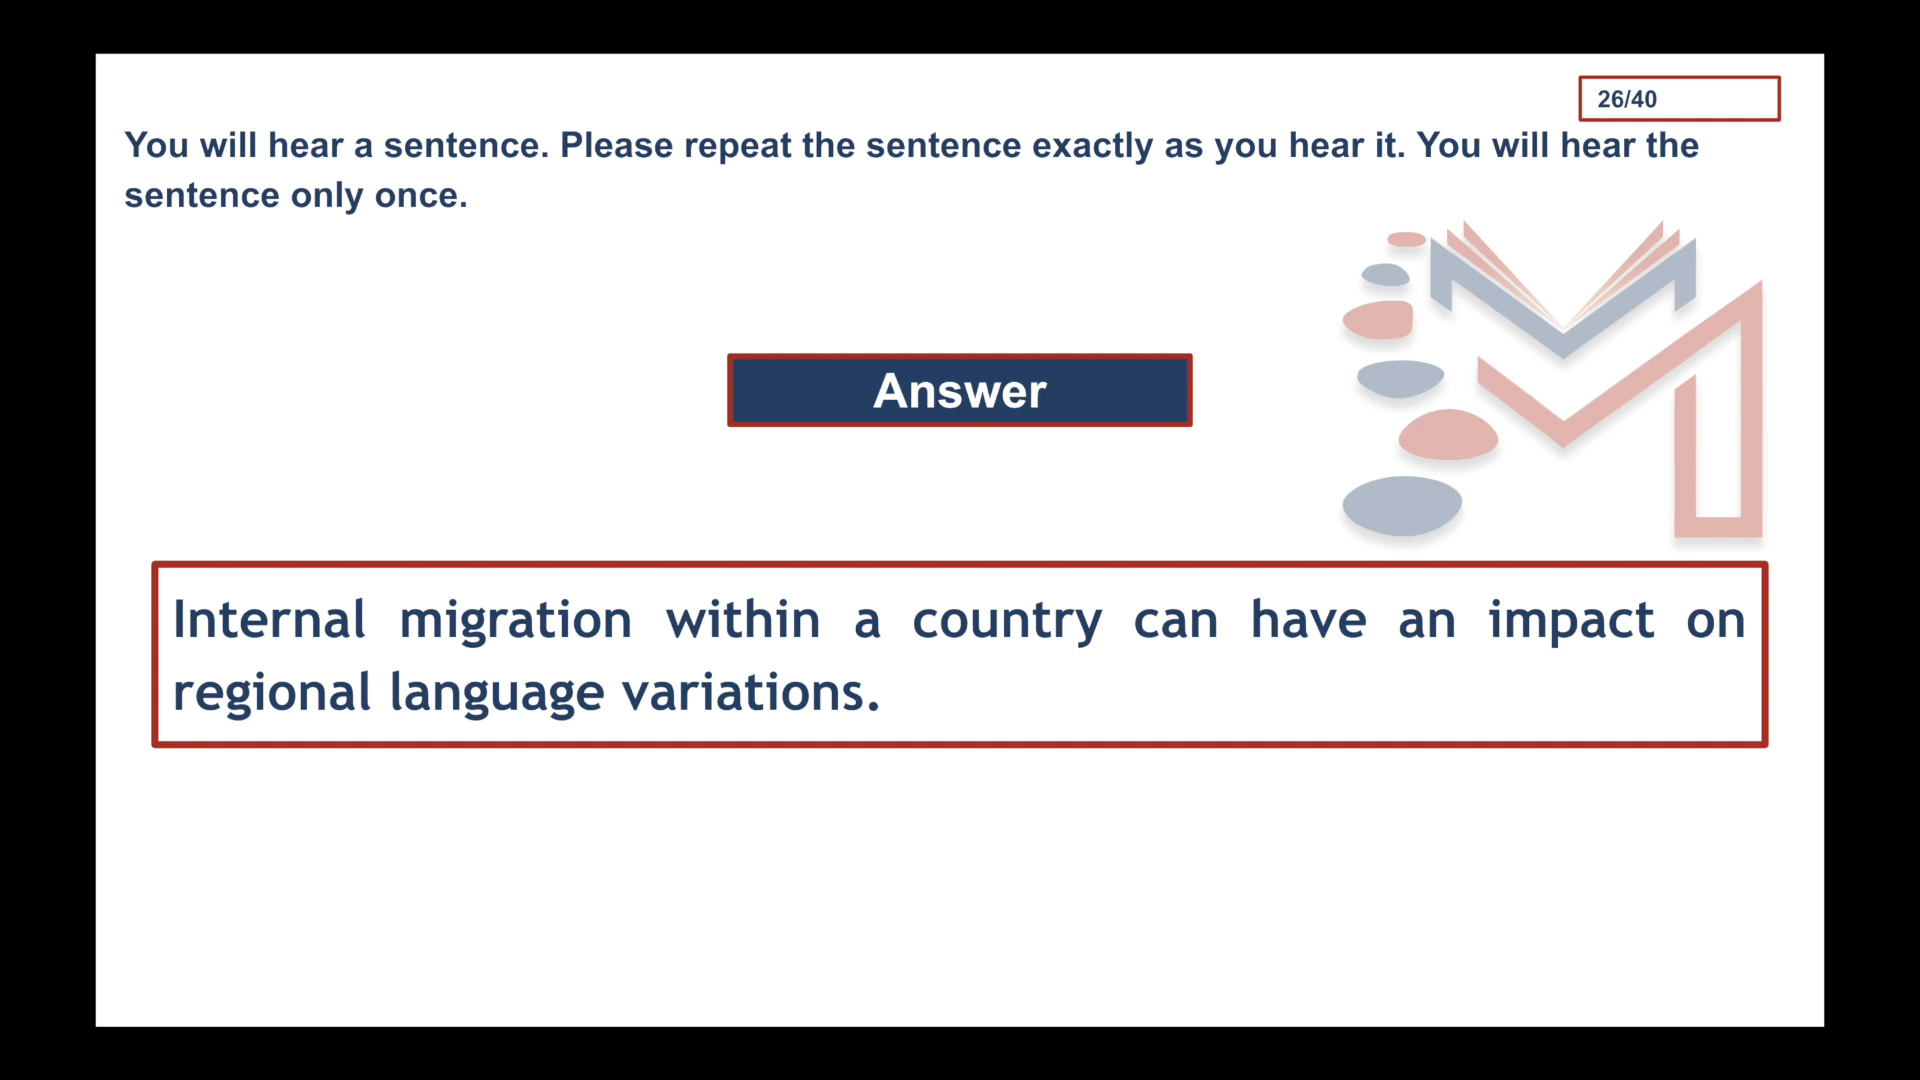 26/40
You will hear a sentence. Please repeat the sentence exactly as you hear it. You will hear the
sentence only once.
Answer
Internal migration within a country can have an impact on
regional language variations.